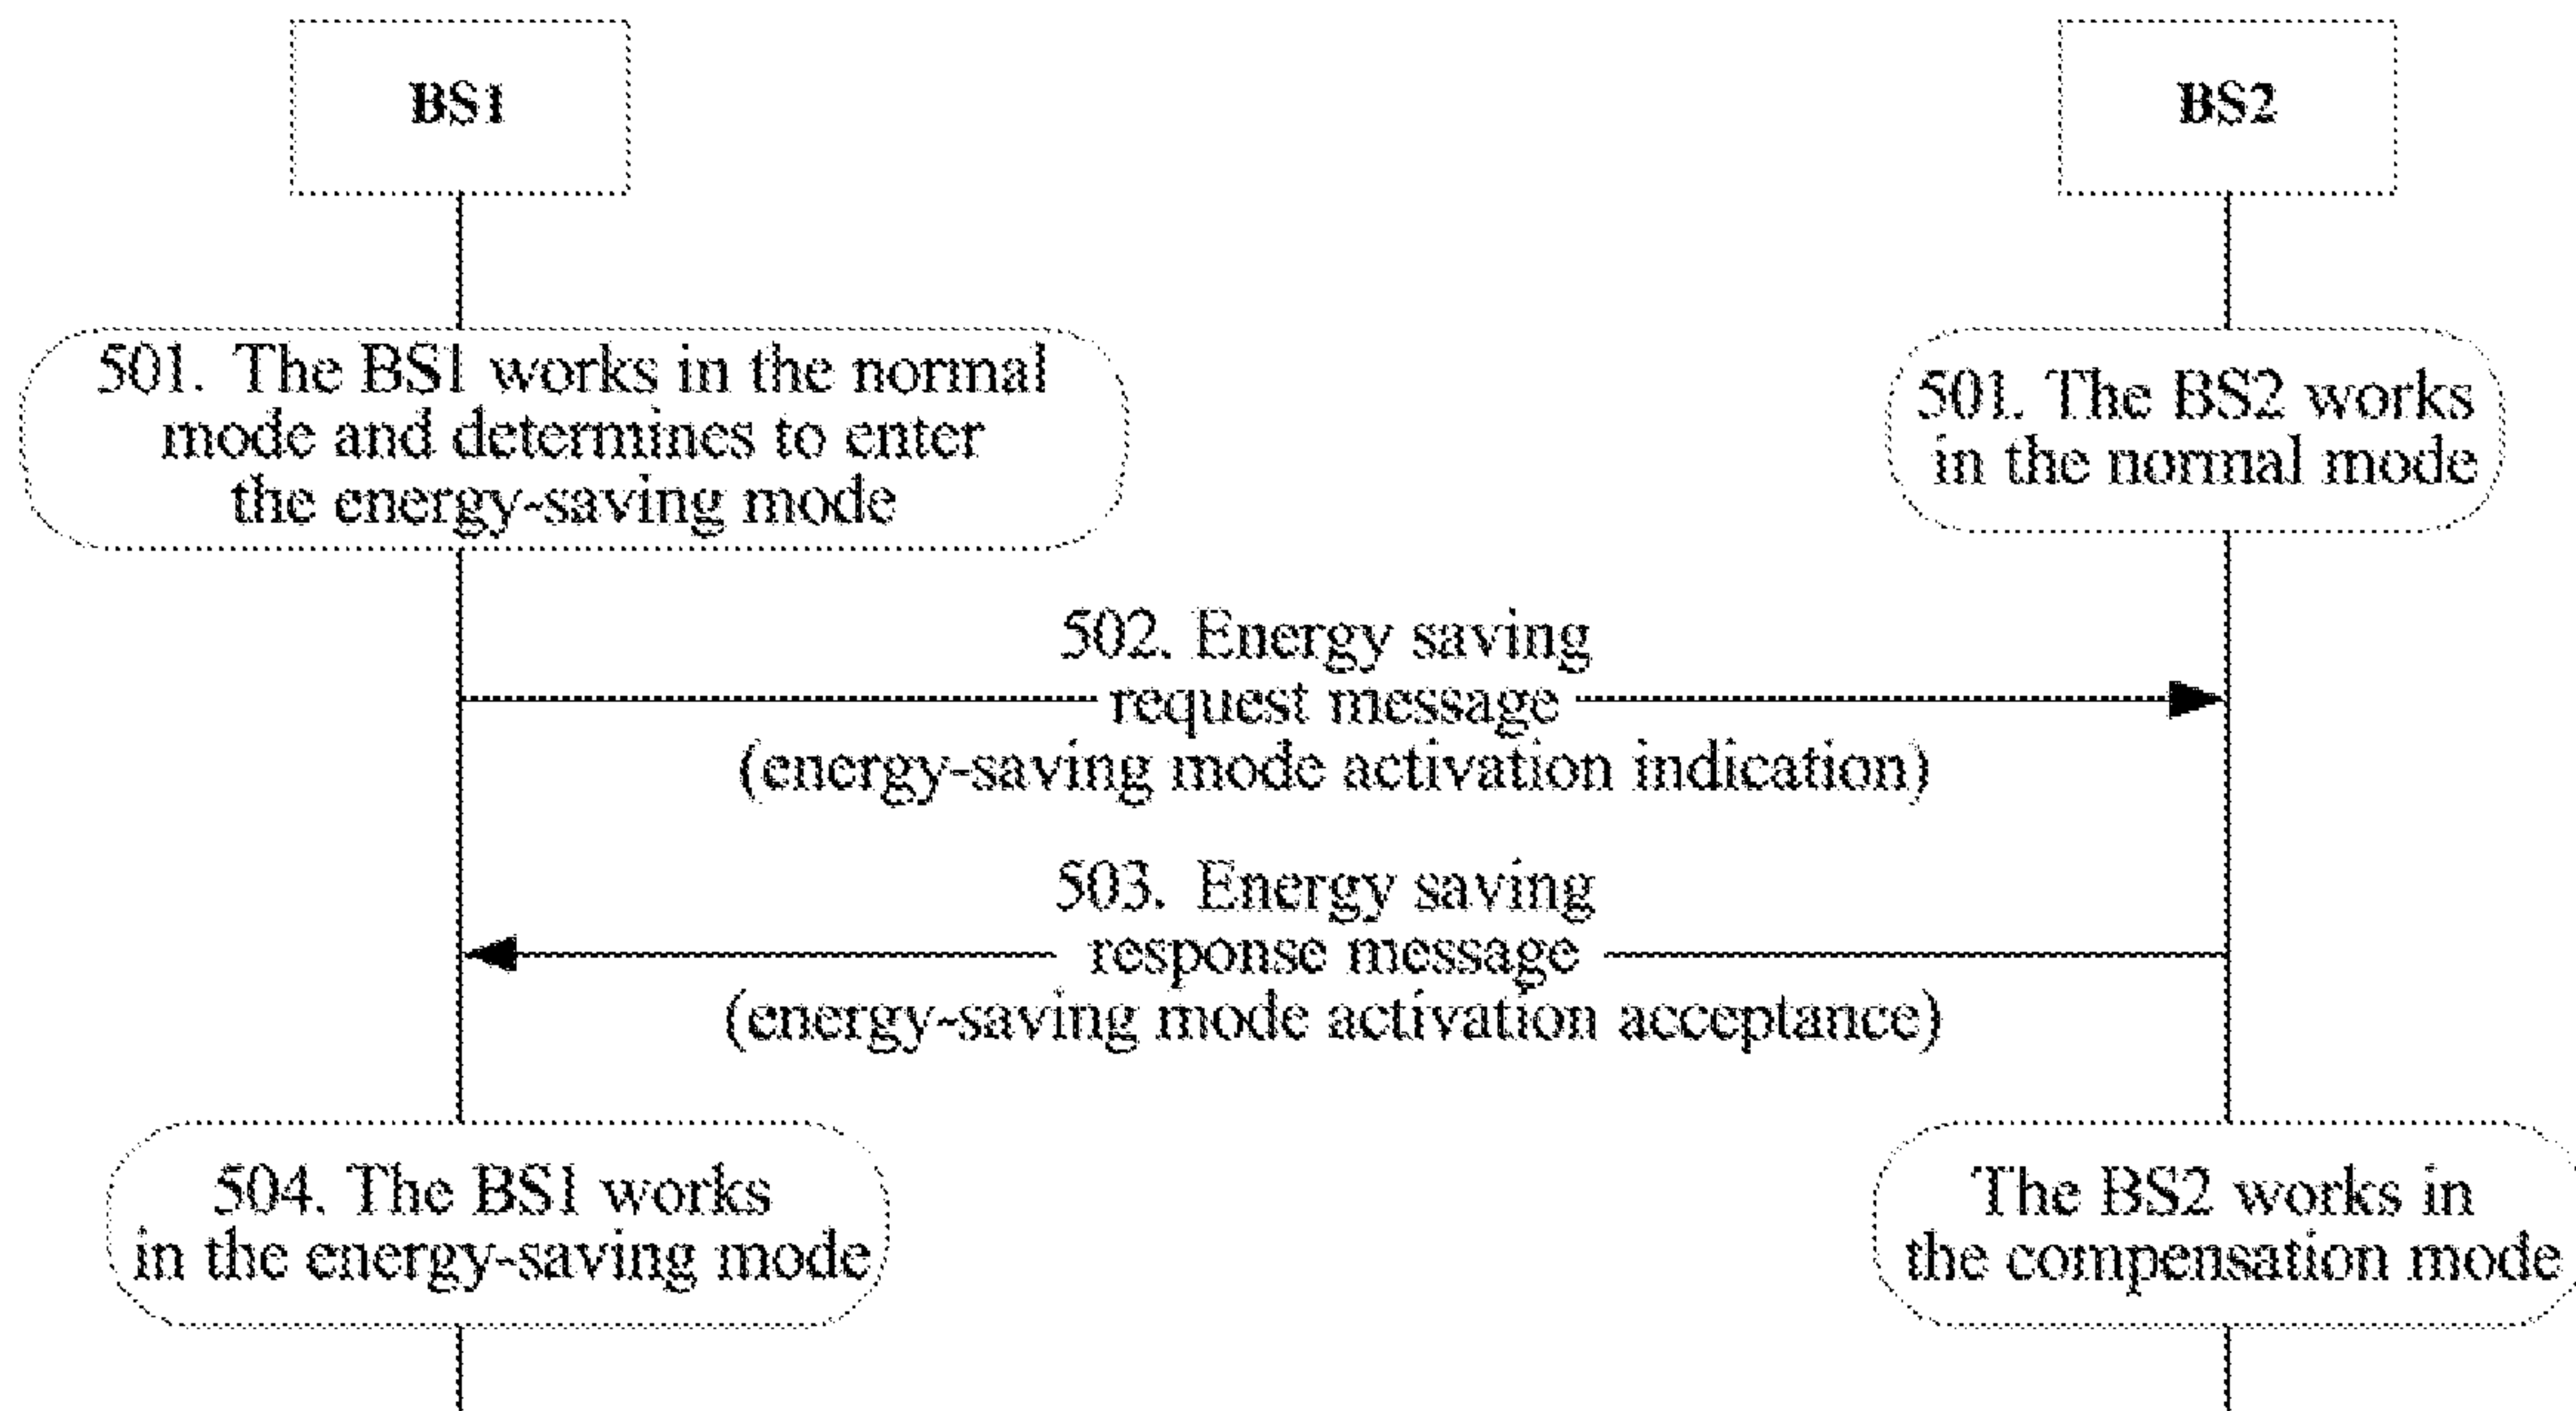 BS1
BS2
501. The BS1 works in the normal
mode and determines to enter
the energy-saving mode
501. The BS2 works
in the normal mode
502. Energy saving
request message
(energy-saving mode activation indication)
503. Energy saving
response message
(energy-saving mode activation acceptance)
504. The BS1 works
in the energy-saving mode
The BS2 works in
the compensation mode